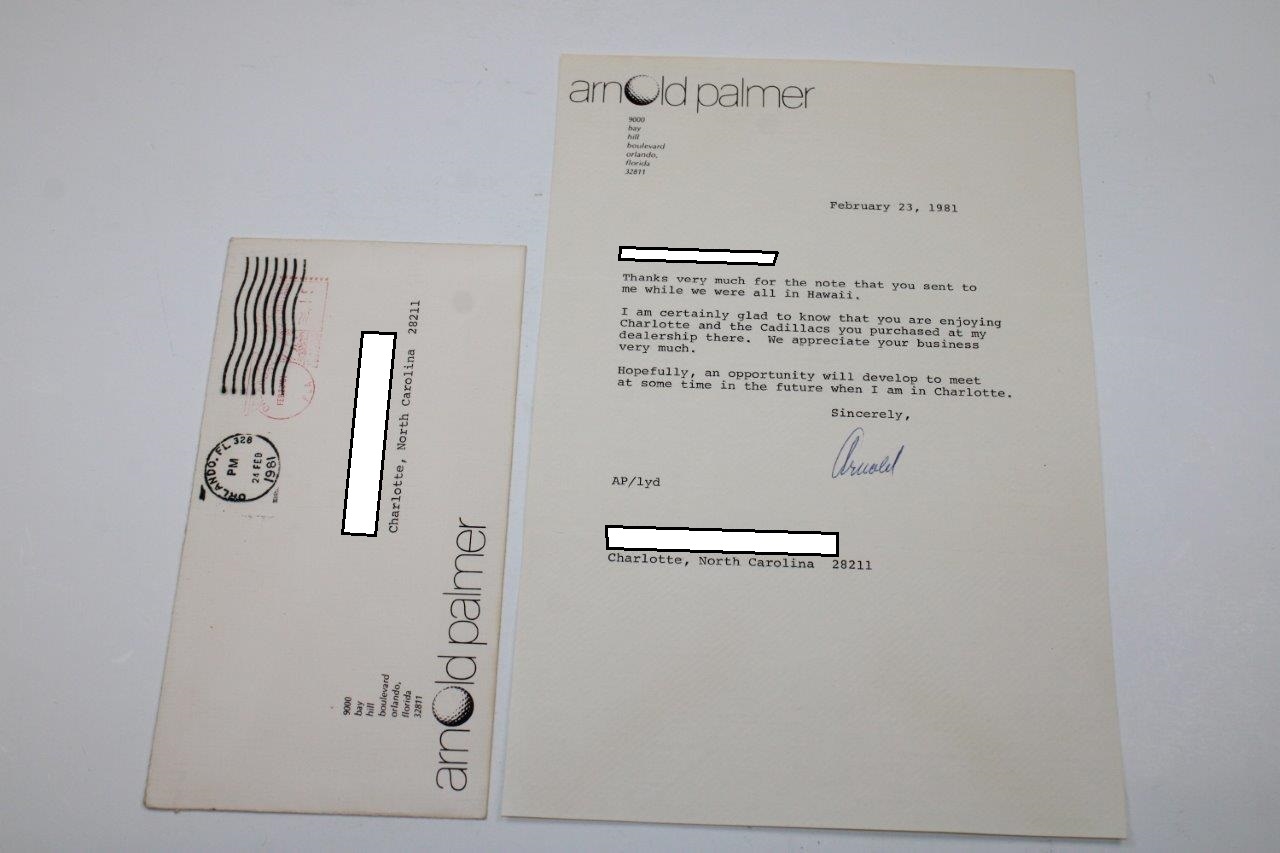 arnold palmer
9000
bay
hill
boulevard
orlando,
florida
32811
February 23, 1981
Thanks very much for the note that you sent to
me while we were all in Hawaii.
I am certainly glad to know that you are enjoying
Charlotte and the Cadillacs you purchased at my
dealership there.  We appreciate your business
very much.
Hopefully, an opportunity will develop to meet
at some time in the future when I am in Charlotte.
Sincerely,
Arnold
AP/lyd
Charlotte, North Carolina  28211
arnold palmer
9000
bay
hill
boulevard
orlando,
florida
32811
Charlotte, North Carolina  28211
ORLANDO, FL 328
PM
24 FEB
1981